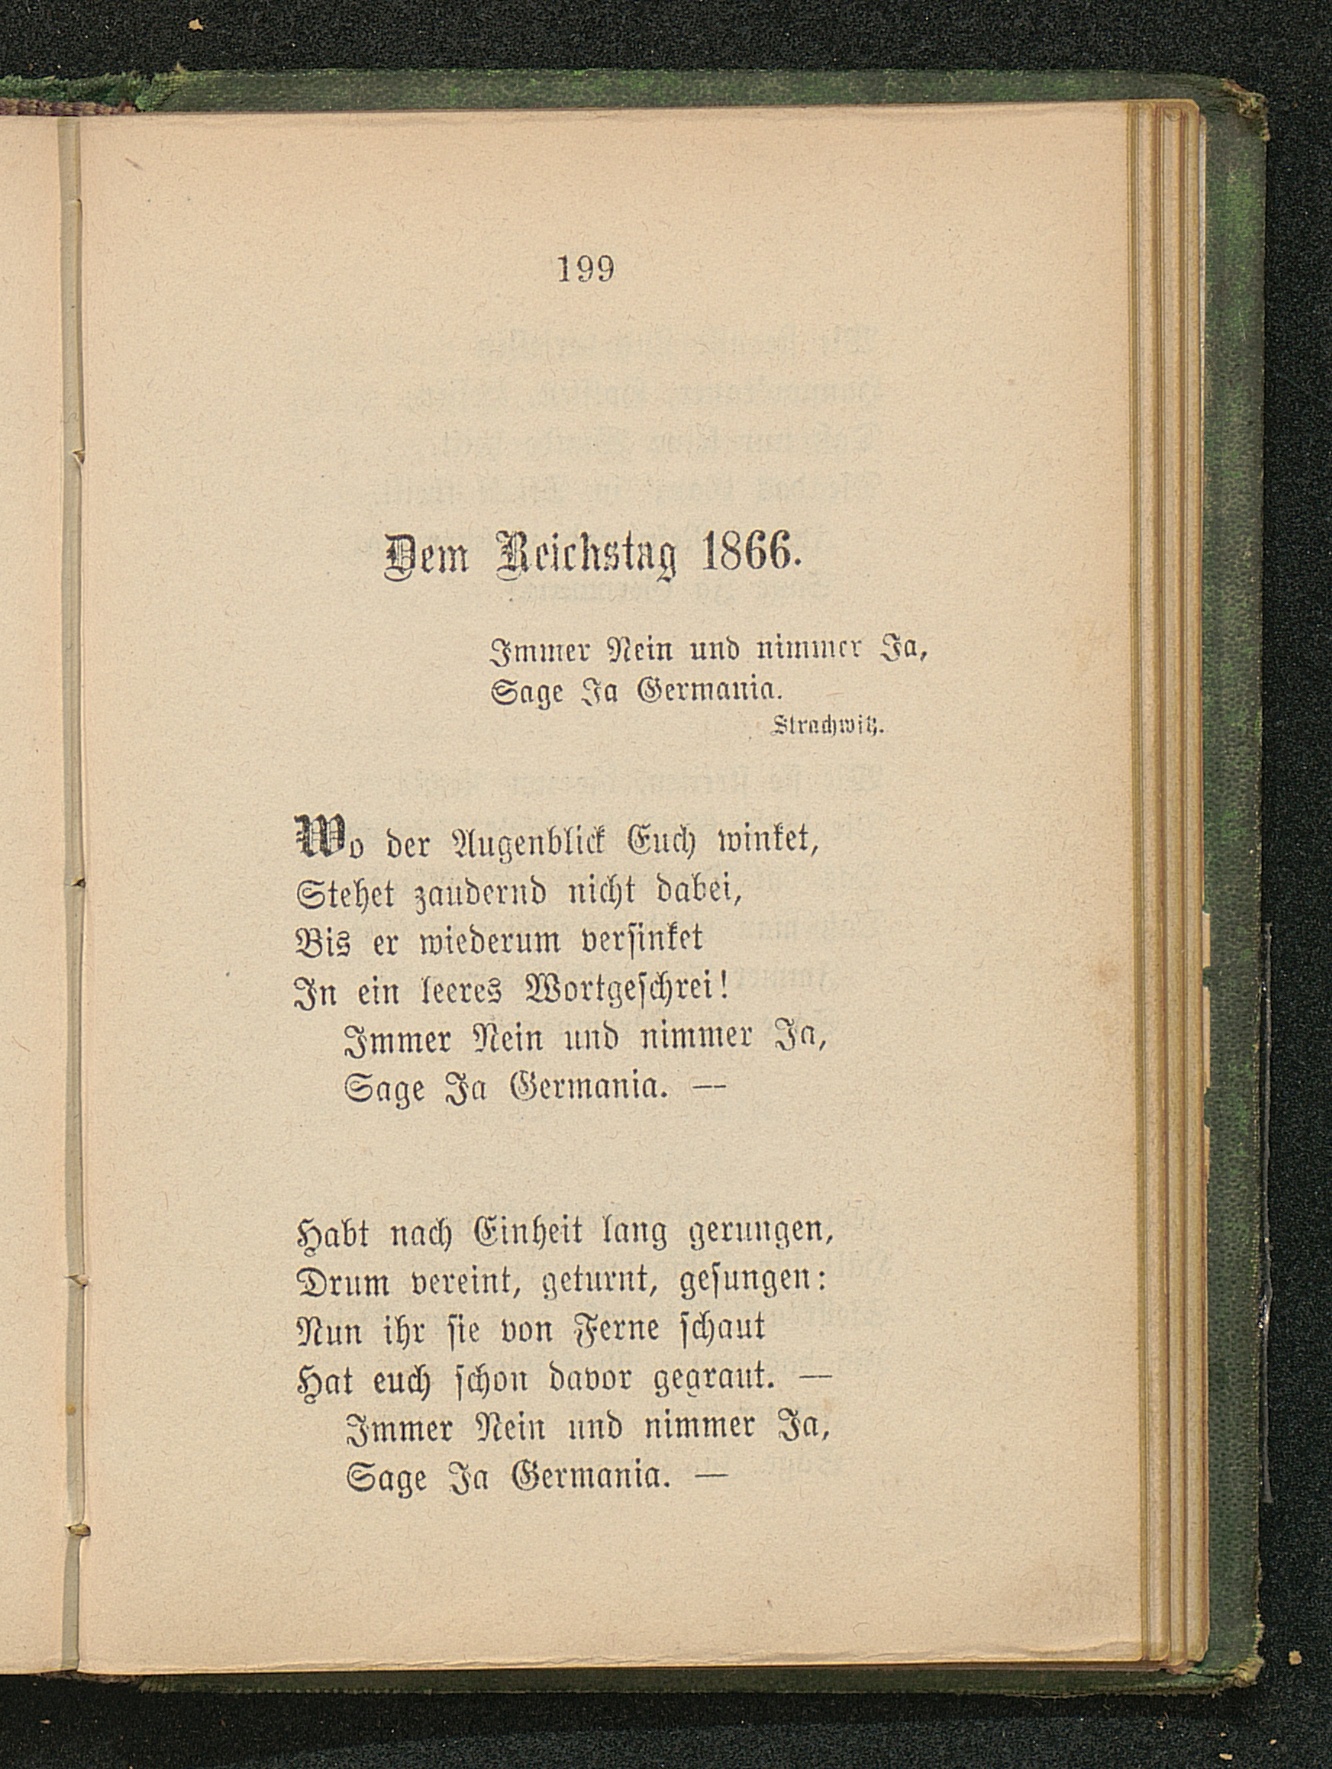 199
Dem Reichstag 1866.
Immer Nein und nimmer Ja,
Sage Ja Germania.
Strachwitz.
Wo der Augenblick Euch winket,
Stehet zaudernd nicht dabei,
Bis er wiederum versinket
In ein leeres Wortgeschrei!
Immer Nein und nimmer Ja,
Sage Ja Germania. —
Habt nach Einheit lang gerungen,
Drum vereint, geturnt, gesungen:
Nun ihr sie von Ferne schaut
Hat euch schon davor gegraut. —
Immer Nein und nimmer Ja,
Sage Ja Germania. —